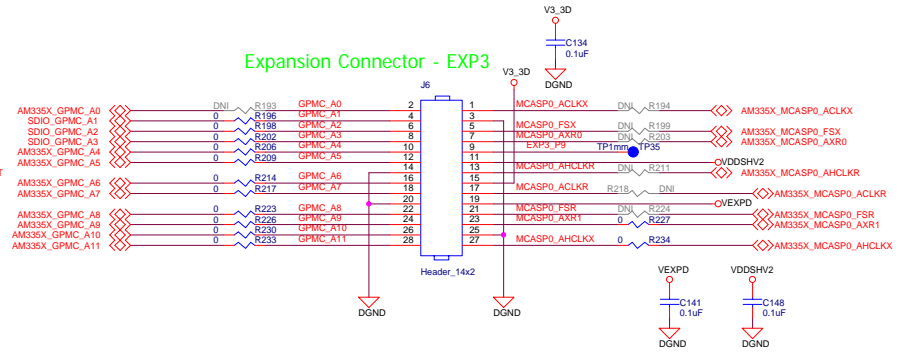 V3_3D
C134
0.1uF
DGND
Expansion Connector - EXP3
V3_3D
J6
AM335X_GPMC_A0 DNI R193 GPMC_A0 2 1 MCASP0_ACLKX DNI R194 AM335X_MCASP0_ACLKX
SDIO_GPMC_A1 0 R196 GPMC_A1 4 3
SDIO_GPMC_A2 0 R198 GPMC_A2 6 5 MCASP0_FSX DNI R199 AM335X_MCASP0_FSX
SDIO_GPMC_A3 0 R202 GPMC_A3 8 7 MCASP0_AXR0 DNI R203 AM335X_MCASP0_AXR0
AM335X_GPMC_A4 0 R206 GPMC_A4 10 9 EXP3_P9 TP1mm TP35
AM335X_GPMC_A5 0 R209 GPMC_A5 12 11 VDDSHV2
14 13 MCASP0_AHCLKR DNI R211 AM335X_MCASP0_AHCLKR
AM335X_GPMC_A6 0 R214 GPMC_A6 16 15
AM335X_GPMC_A7 0 R217 GPMC_A7 18 17 MCASP0_ACLKR R218 DNI AM335X_MCASP0_ACLKR
20 19 VEXPD
AM335X_GPMC_A8 0 R223 GPMC_A8 22 21 MCASP0_FSR DNI R224 AM335X_MCASP0_FSR
AM335X_GPMC_A9 0 R226 GPMC_A9 24 23 MCASP0_AXR1 0 R227 AM335X_MCASP0_AXR1
AM335X_GPMC_A10 0 R230 GPMC_A10 26 25
AM335X_GPMC_A11 0 R233 GPMC_A11 28 27 MCASP0_AHCLKX 0 R234 AM335X_MCASP0_AHCLKX
Header_14x2
DGND
DGND
VEXPD VDDSHV2
C141 C148
0.1uF 0.1uF
DGND DGND